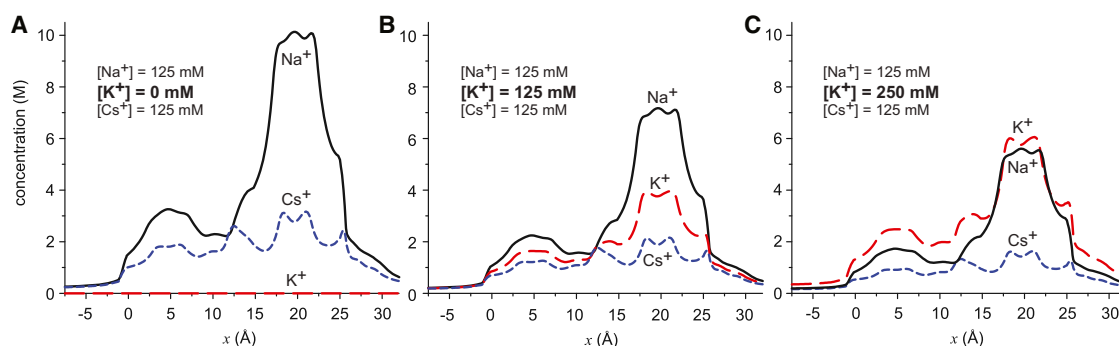 A
concentration (M)
10
8
6
4
2
0
[Na⁺] = 125 mM
[K⁺] = 0 mM
[Cs⁺] = 125 mM
Na⁺
Cs⁺
K⁺
-5 0 5 10 15 20 25 30
x (Å)
B
10
8
6
4
2
0
[Na⁺] = 125 mM
[K⁺] = 125 mM
[Cs⁺] = 125 mM
Na⁺
K⁺
Cs⁺
-5 0 5 10 15 20 25 30
x (Å)
C
10
8
6
4
2
0
[Na⁺] = 125 mM
[K⁺] = 250 mM
[Cs⁺] = 125 mM
K⁺
Na⁺
Cs⁺
-5 0 5 10 15 20 25 30
x (Å)